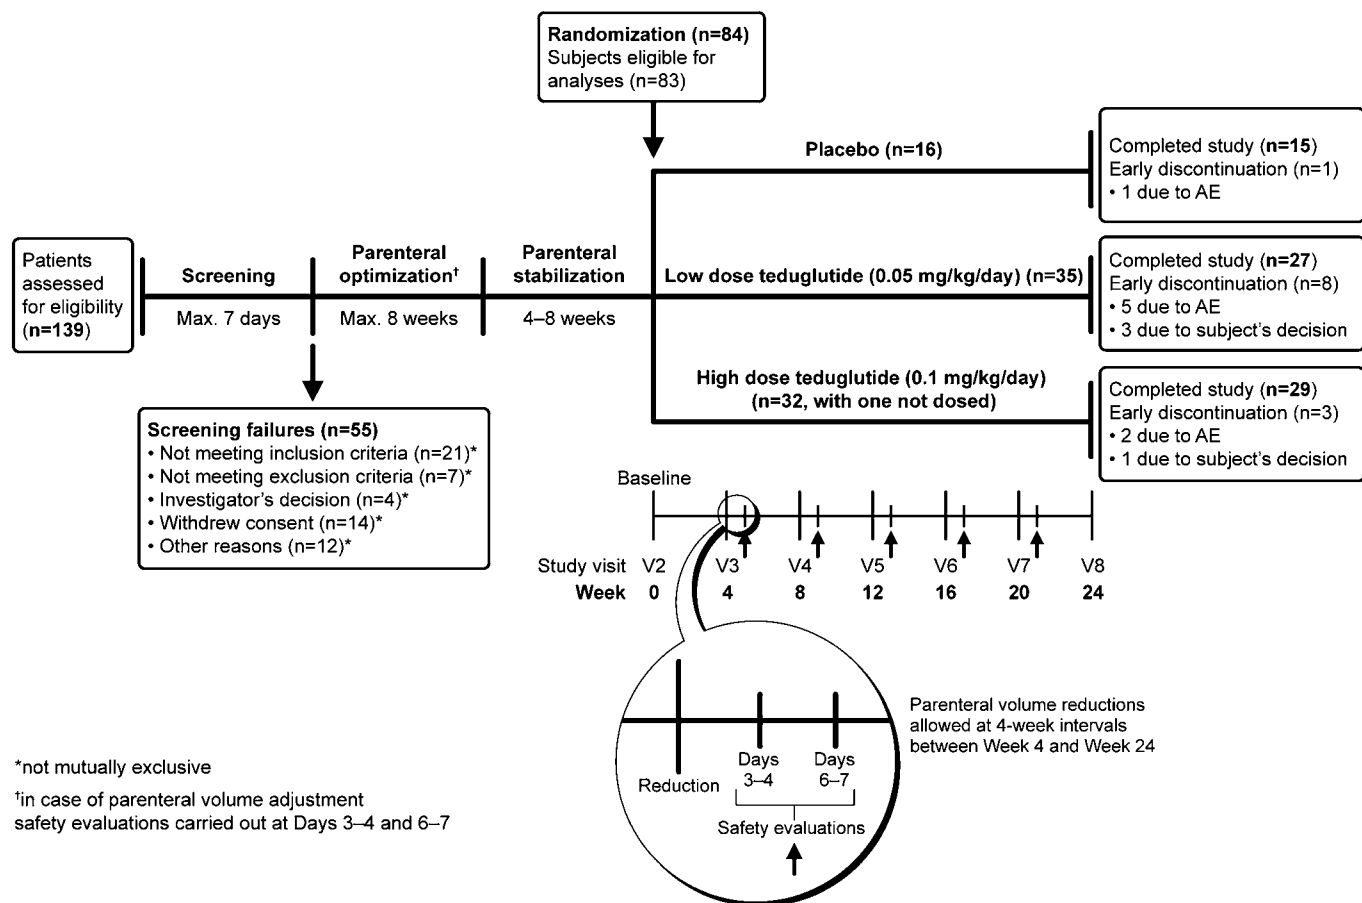 Randomization (n=84)
Subjects eligible for
analyses (n=83)
Placebo (n=16)
Completed study (n=15)
Early discontinuation (n=1)
• 1 due to AE
Patients
assessed
for eligibility
(n=139)
Screening
Max. 7 days
Parenteral
optimization†
Max. 8 weeks
Parenteral
stabilization
4–8 weeks
Low dose teduglutide (0.05 mg/kg/day) (n=35)
Completed study (n=27)
Early discontinuation (n=8)
• 5 due to AE
• 3 due to subject's decision
High dose teduglutide (0.1 mg/kg/day)
(n=32, with one not dosed)
Completed study (n=29)
Early discontinuation (n=3)
• 2 due to AE
• 1 due to subject's decision
Screening failures (n=55)
• Not meeting inclusion criteria (n=21)*
• Not meeting exclusion criteria (n=7)*
• Investigator's decision (n=4)*
• Withdrew consent (n=14)*
• Other reasons (n=12)*
Baseline
Study visit V2 V3 V4 V5 V6 V7 V8
Week 0 4 8 12 16 20 24
Reduction
Days
3–4
Days
6–7
Safety evaluations
Parenteral volume reductions
allowed at 4-week intervals
between Week 4 and Week 24
*not mutually exclusive
†in case of parenteral volume adjustment
safety evaluations carried out at Days 3–4 and 6–7